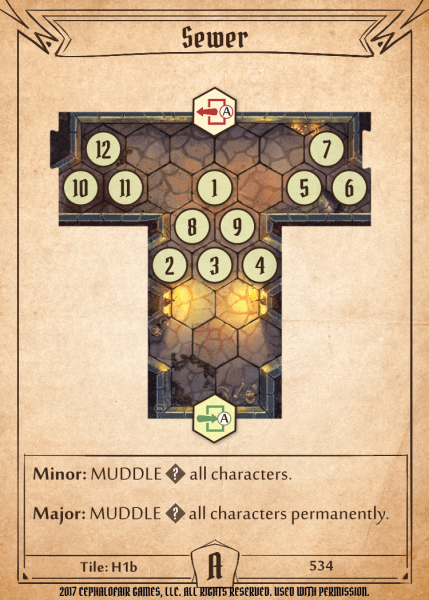 Sewer
A
12 7
10 11 1 5 6
8 9
2 3 4
A
Minor: MUDDLE ? all characters.
Major: MUDDLE ? all characters permanently.
Tile: H1b A 534
2017 CEPHALOFAIR GAMES, LLC. ALL RIGHTS RESERVED. USED WITH PERMISSION.